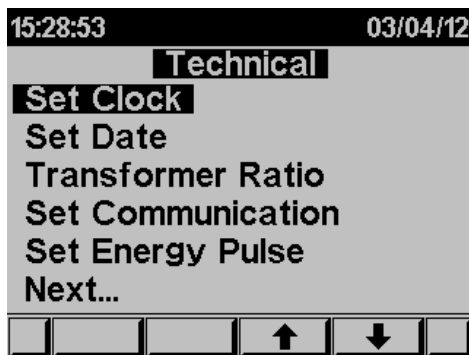 15:28:53 03/04/12
Technical
Set Clock
Set Date
Transformer Ratio
Set Communication
Set Energy Pulse
Next...